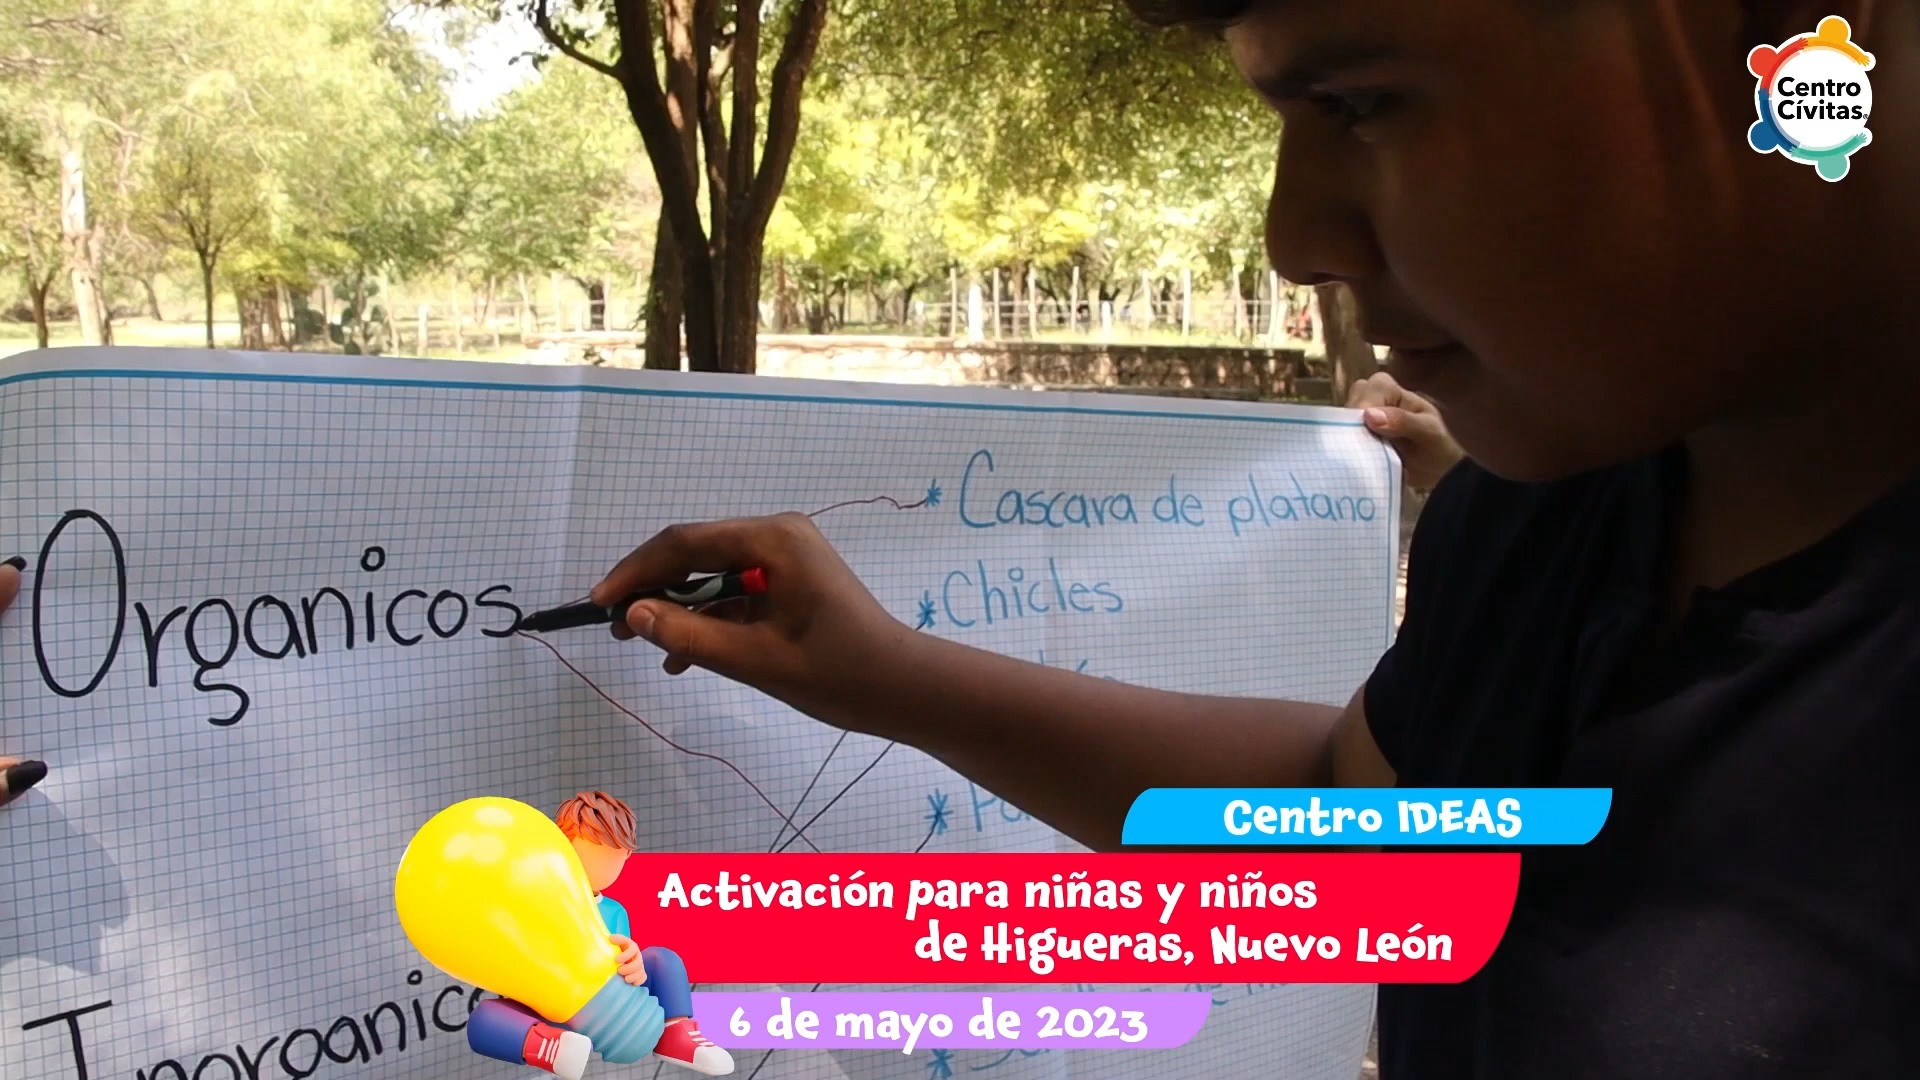 Centro
Cívitas
Cascara de platano
Organicos
Chicles
Centro IDEAS
Activación para niñas y niños
de Higueras, Nuevo León
6 de mayo de 2023